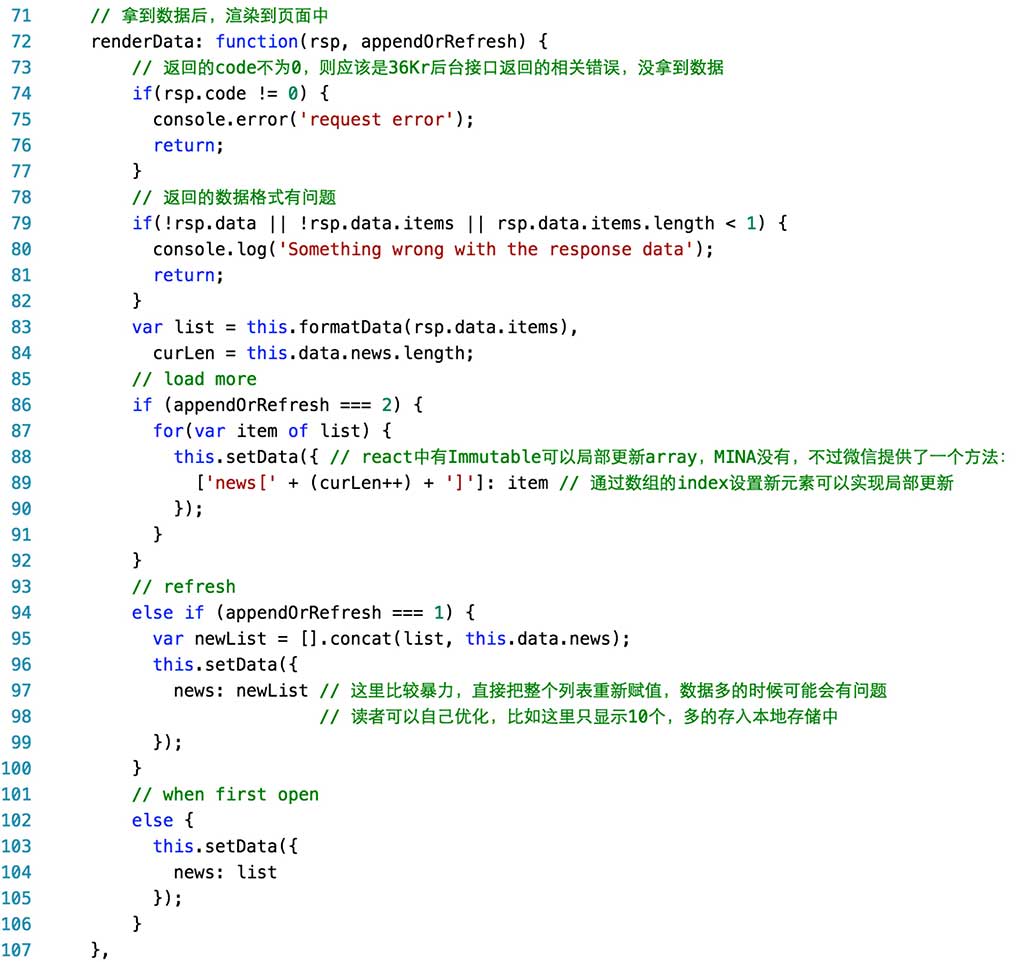 71 // 拿到数据后，渲染到页面中
72 renderData: function(rsp, appendOrRefresh) {
73 // 返回的code不为0，则应该是36Kr后台接口返回的相关错误，没拿到数据
74 if(rsp.code != 0) {
75 console.error('request error');
76 return;
77 }
78 // 返回的数据格式有问题
79 if(!rsp.data || !rsp.data.items || rsp.data.items.length < 1) {
80 console.log('Something wrong with the response data');
81 return;
82 }
83 var list = this.formatData(rsp.data.items),
84 curLen = this.data.news.length;
85 // load more
86 if (appendOrRefresh === 2) {
87 for(var item of list) {
88 this.setData({ // react中有Immutable可以局部更新array，MINA没有，不过微信提供了一个方法：
89 ['news[' + (curLen++) + ']']: item // 通过数组的index设置新元素可以实现局部更新
90 });
91 }
92 }
93 // refresh
94 else if (appendOrRefresh === 1) {
95 var newList = [].concat(list, this.data.news);
96 this.setData({
97 news: newList // 这里比较暴力，直接把整个列表重新赋值，数据多的时候可能会有问题
98 // 读者可以自己优化，比如这里只显示10个，多的存入本地存储中
99 });
100 }
101 // when first open
102 else {
103 this.setData({
104 news: list
105 });
106 }
107 },